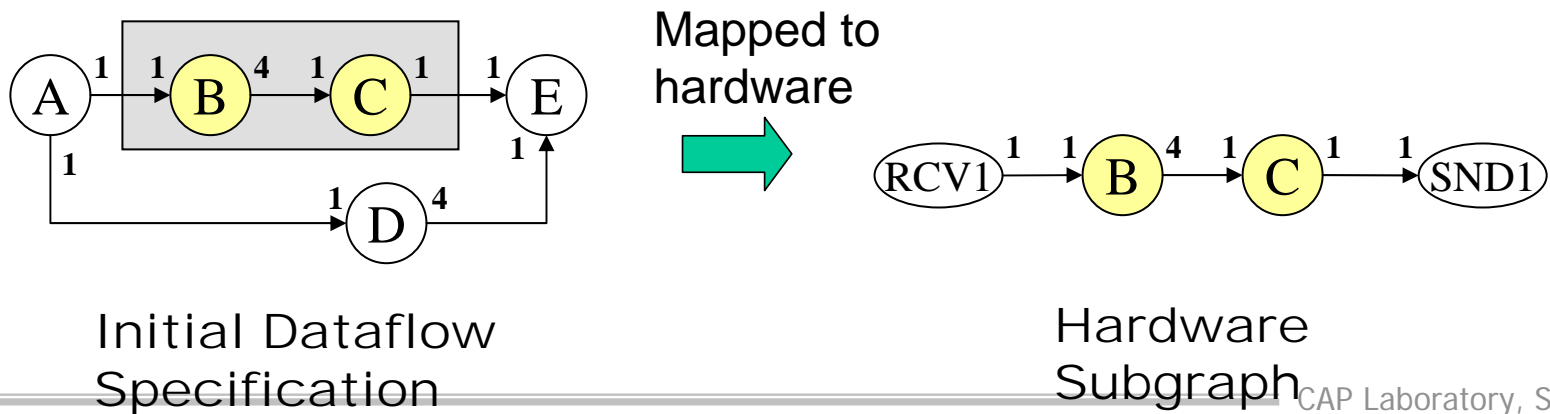 Mapped to
hardware
1 1 4 1 1 1
A B C E
1 1
1 4
D
1 1 4 1 1 1
RCV1 B C SND1
Initial Dataflow
Specification
Hardware
Subgraph
CAP Laboratory, S